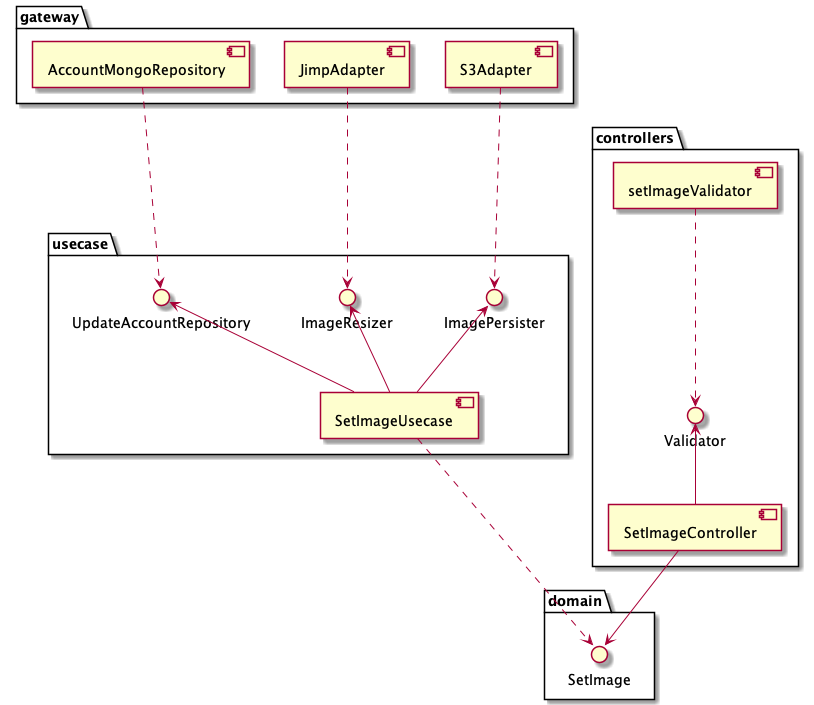 gateway
AccountMongoRepository
JimpAdapter
S3Adapter
controllers
setImageValidator
usecase
UpdateAccountRepository
ImageResizer
ImagePersister
SetImageUsecase
Validator
SetImageController
domain
SetImage